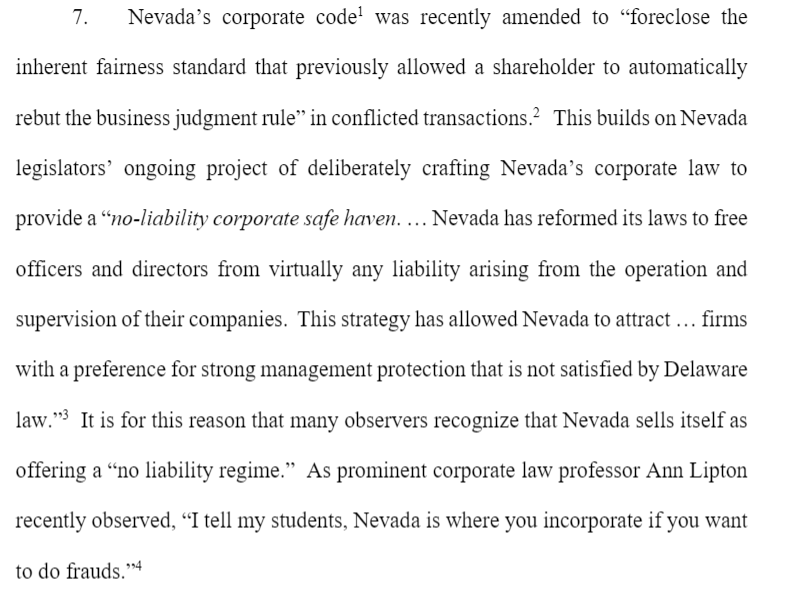 7. Nevada’s corporate code¹ was recently amended to “foreclose the
inherent fairness standard that previously allowed a shareholder to automatically
rebut the business judgment rule” in conflicted transactions.² This builds on Nevada
legislators’ ongoing project of deliberately crafting Nevada’s corporate law to
provide a “no-liability corporate safe haven. … Nevada has reformed its laws to free
officers and directors from virtually any liability arising from the operation and
supervision of their companies. This strategy has allowed Nevada to attract … firms
with a preference for strong management protection that is not satisfied by Delaware
law.”³ It is for this reason that many observers recognize that Nevada sells itself as
offering a “no liability regime.” As prominent corporate law professor Ann Lipton
recently observed, “I tell my students, Nevada is where you incorporate if you want
to do frauds.”⁴